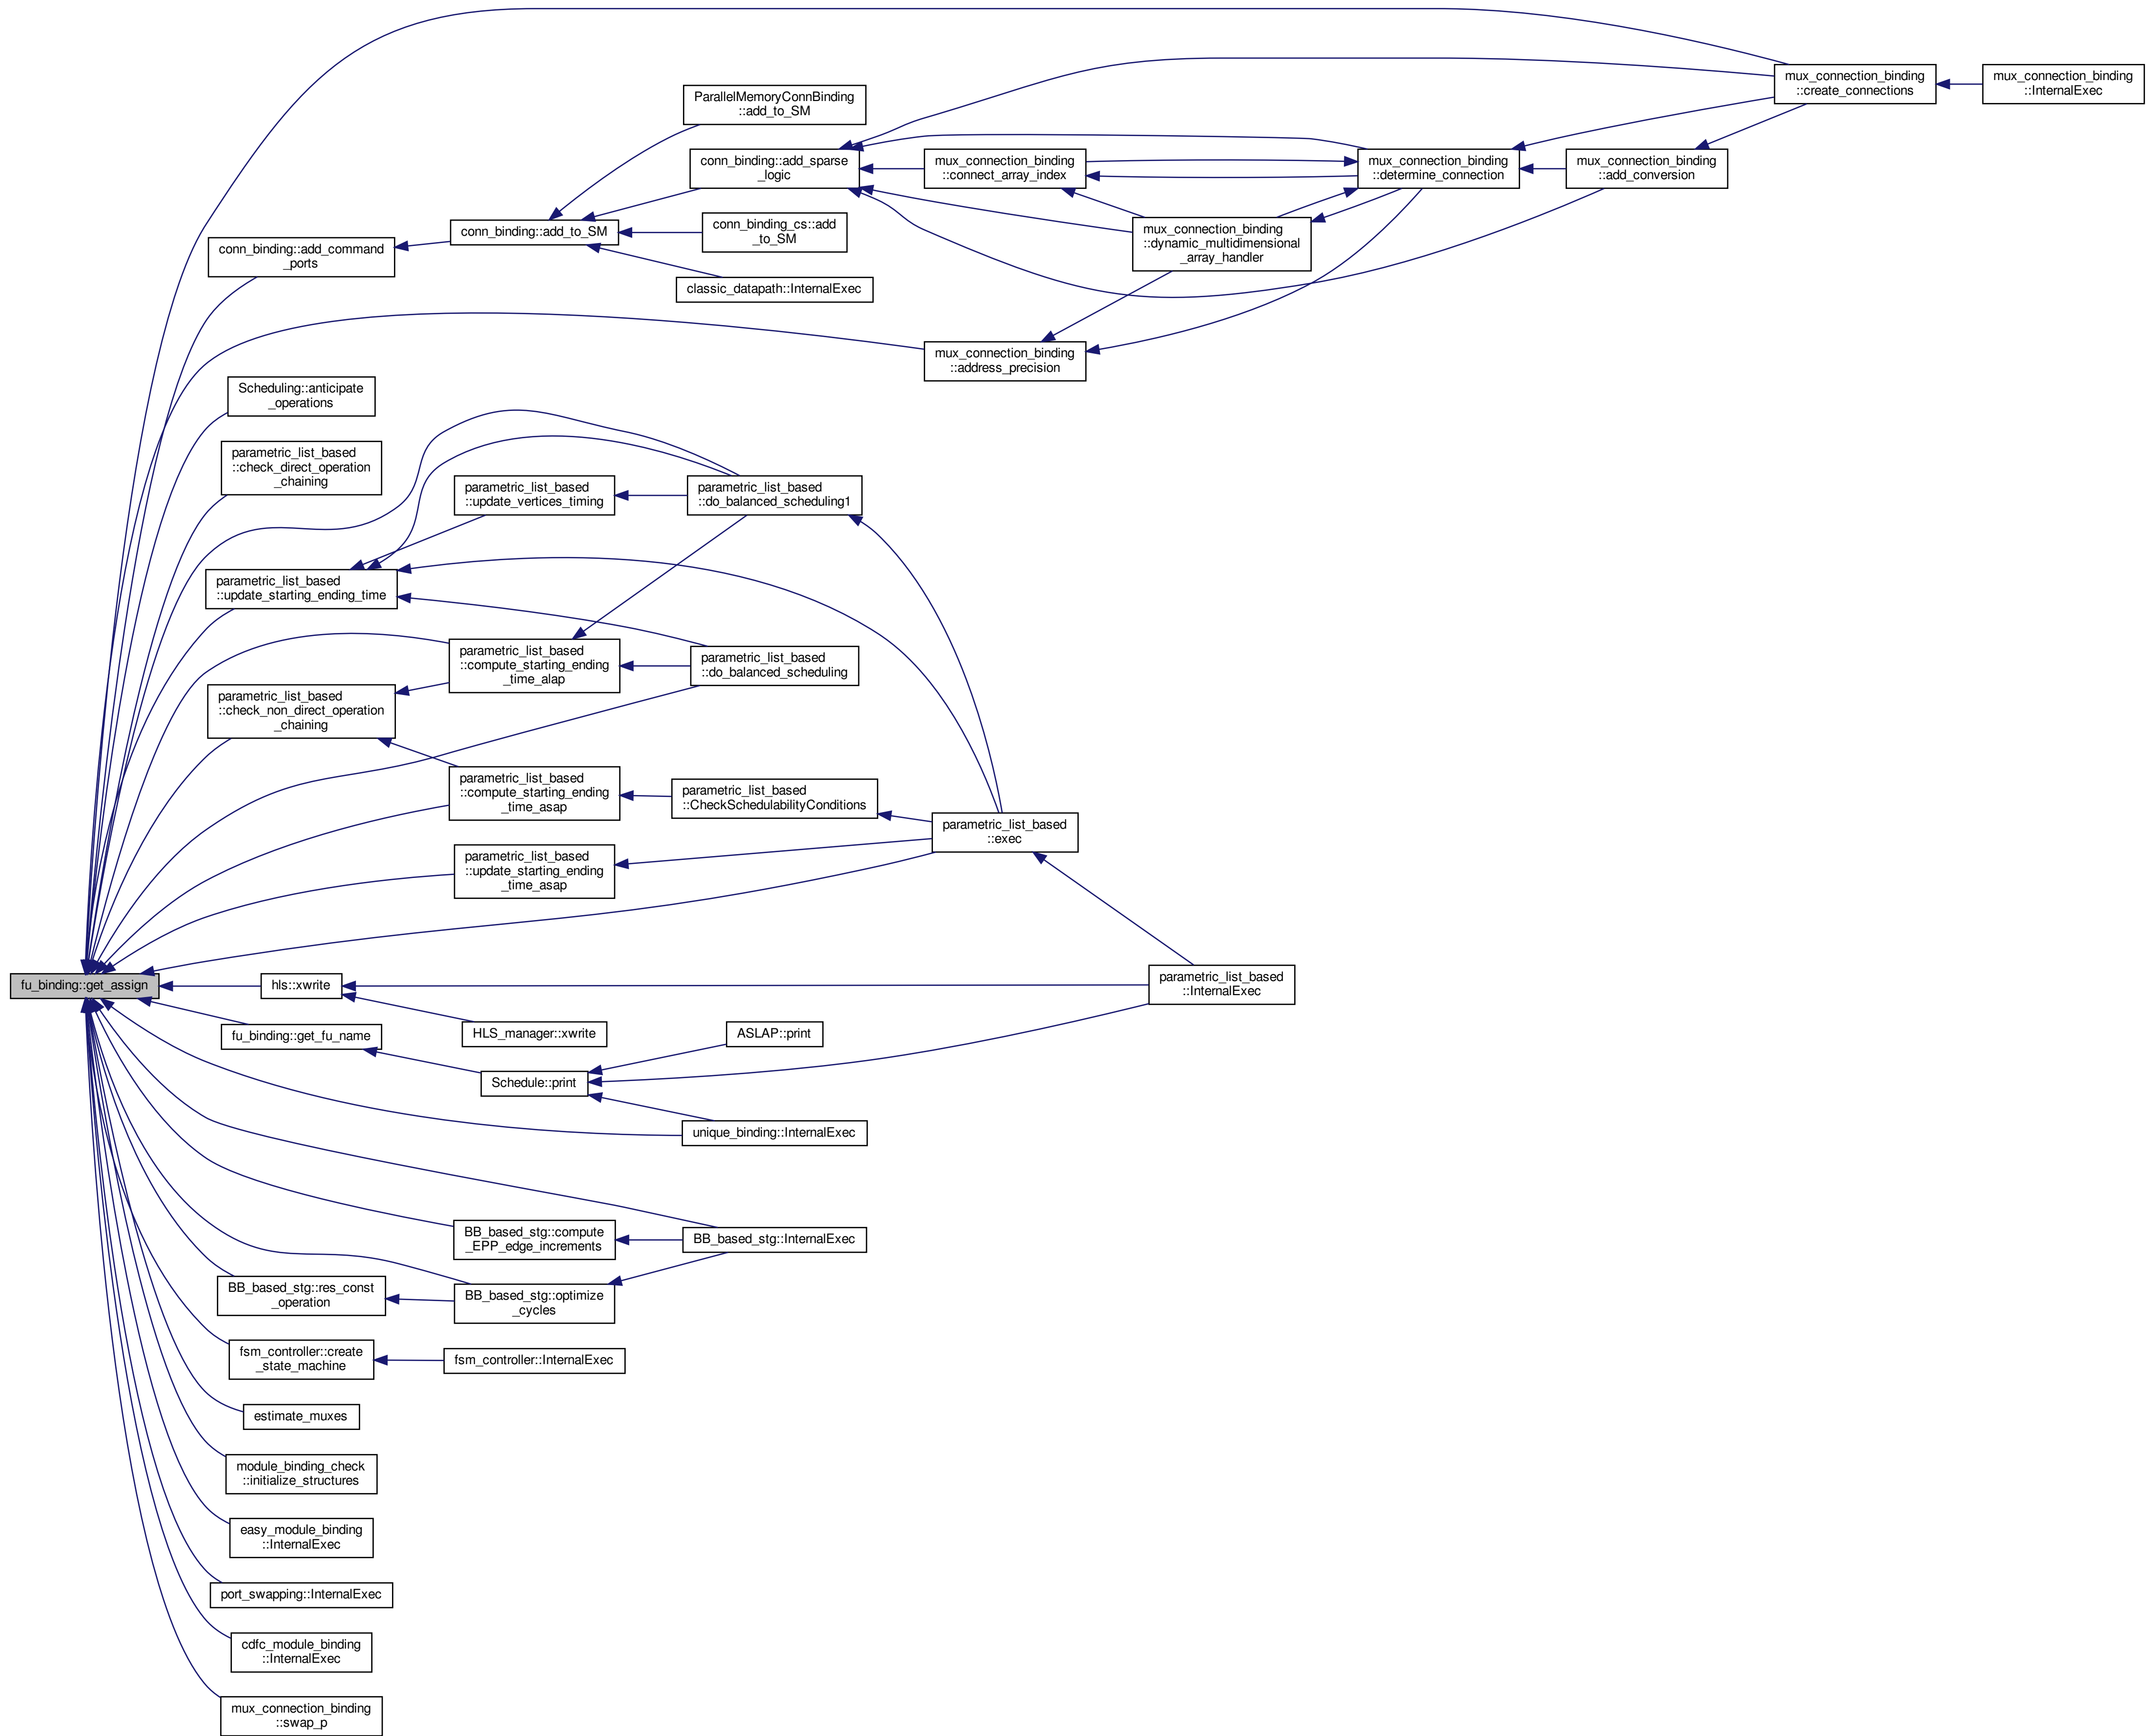 mux_connection_binding
::create_connections
mux_connection_binding
::InternalExec
ParallelMemoryConnBinding
::add_to_SM
conn_binding::add_sparse
_logic
mux_connection_binding
::connect_array_index
mux_connection_binding
::determine_connection
mux_connection_binding
::add_conversion
conn_binding::add_to_SM
conn_binding_cs::add
_to_SM
mux_connection_binding
::dynamic_multidimensional
_array_handler
conn_binding::add_command
_ports
classic_datapath::InternalExec
mux_connection_binding
::address_precision
Scheduling::anticipate
_operations
parametric_list_based
::check_direct_operation
_chaining
parametric_list_based
::update_vertices_timing
parametric_list_based
::do_balanced_scheduling1
parametric_list_based
::update_starting_ending_time
parametric_list_based
::compute_starting_ending
_time_alap
parametric_list_based
::do_balanced_scheduling
parametric_list_based
::check_non_direct_operation
_chaining
parametric_list_based
::compute_starting_ending
_time_asap
parametric_list_based
::CheckSchedulabilityConditions
parametric_list_based
::exec
parametric_list_based
::update_starting_ending
_time_asap
fu_binding::get_assign
hls::xwrite
parametric_list_based
::InternalExec
HLS_manager::xwrite
fu_binding::get_fu_name
ASLAP::print
Schedule::print
unique_binding::InternalExec
BB_based_stg::compute
_EPP_edge_increments
BB_based_stg::InternalExec
BB_based_stg::res_const
_operation
BB_based_stg::optimize
_cycles
fsm_controller::create
_state_machine
fsm_controller::InternalExec
estimate_muxes
module_binding_check
::initialize_structures
easy_module_binding
::InternalExec
port_swapping::InternalExec
cdfc_module_binding
::InternalExec
mux_connection_binding
::swap_p